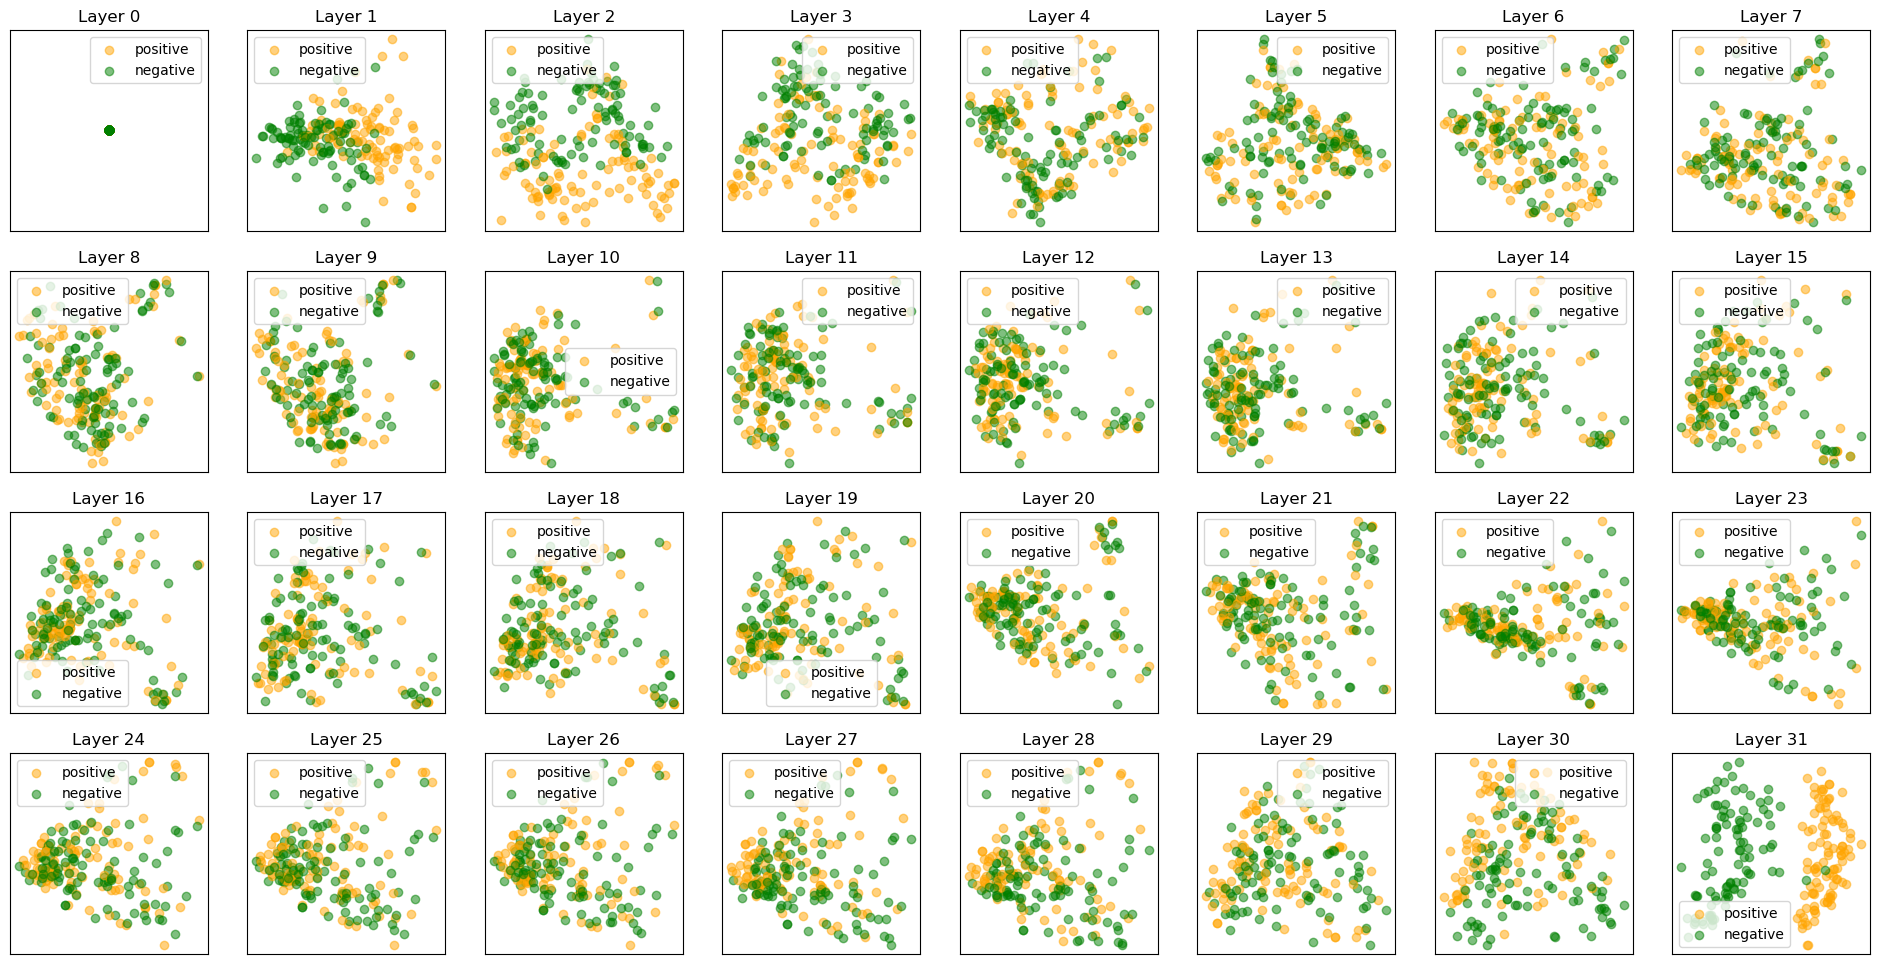 Layer 0
positive
negative
Layer 1
positive
negative
Layer 2
positive
negative
Layer 3
positive
negative
Layer 4
positive
negative
Layer 5
positive
negative
Layer 6
positive
negative
Layer 7
positive
negative
Layer 8
positive
negative
Layer 9
positive
negative
Layer 10
positive
negative
Layer 11
positive
negative
Layer 12
positive
negative
Layer 13
positive
negative
Layer 14
positive
negative
Layer 15
positive
negative
Layer 16
positive
negative
Layer 17
positive
negative
Layer 18
positive
negative
Layer 19
positive
negative
Layer 20
positive
negative
Layer 21
positive
negative
Layer 22
positive
negative
Layer 23
positive
negative
Layer 24
positive
negative
Layer 25
positive
negative
Layer 26
positive
negative
Layer 27
positive
negative
Layer 28
positive
negative
Layer 29
positive
negative
Layer 30
positive
negative
Layer 31
positive
negative